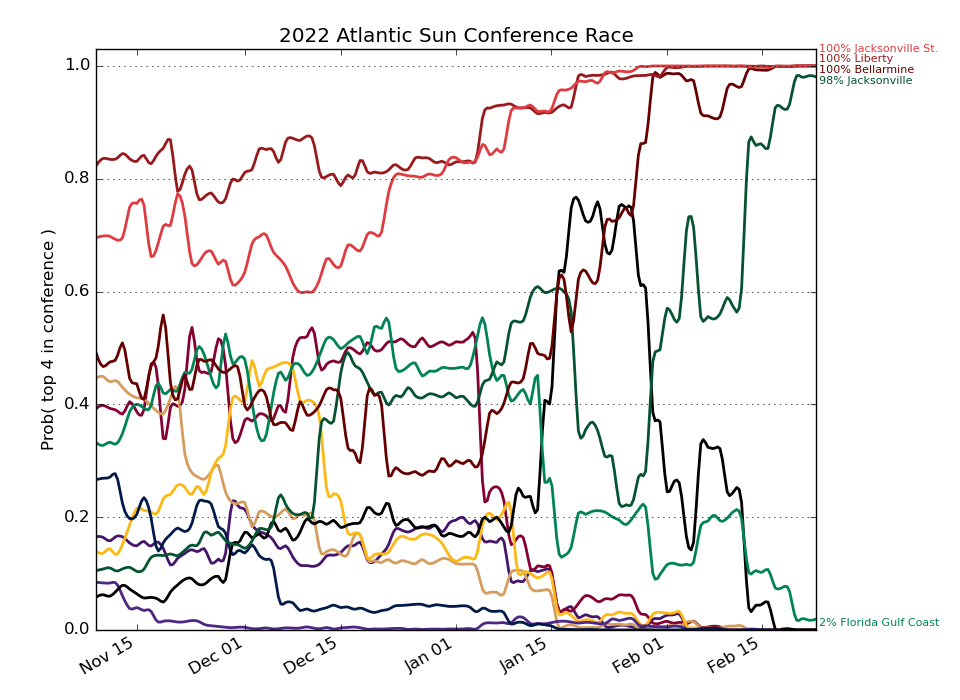 2022 Atlantic Sun Conference Race
100% Jacksonville St.
100% Liberty
100% Bellarmine
98% Jacksonville
2% Florida Gulf Coast
Prob( top 4 in conference )
1.0
0.8
0.6
0.4
0.2
0.0
Nov 15
Dec 01
Dec 15
Jan 01
Jan 15
Feb 01
Feb 15